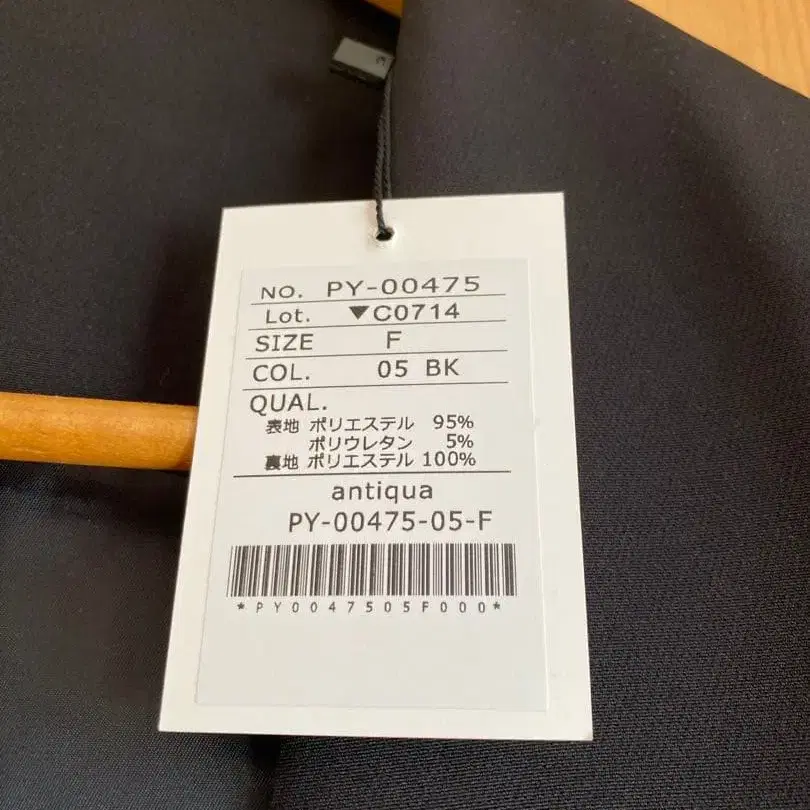 NO. PY-00475
Lot. ▼C0714
SIZE F
COL. 05 BK
QUAL.
表地 ポリエステル 95%
ポリウレタン 5%
裏地 ポリエステル 100%
antiqua
PY-00475-05-F
*PY0047505F000*